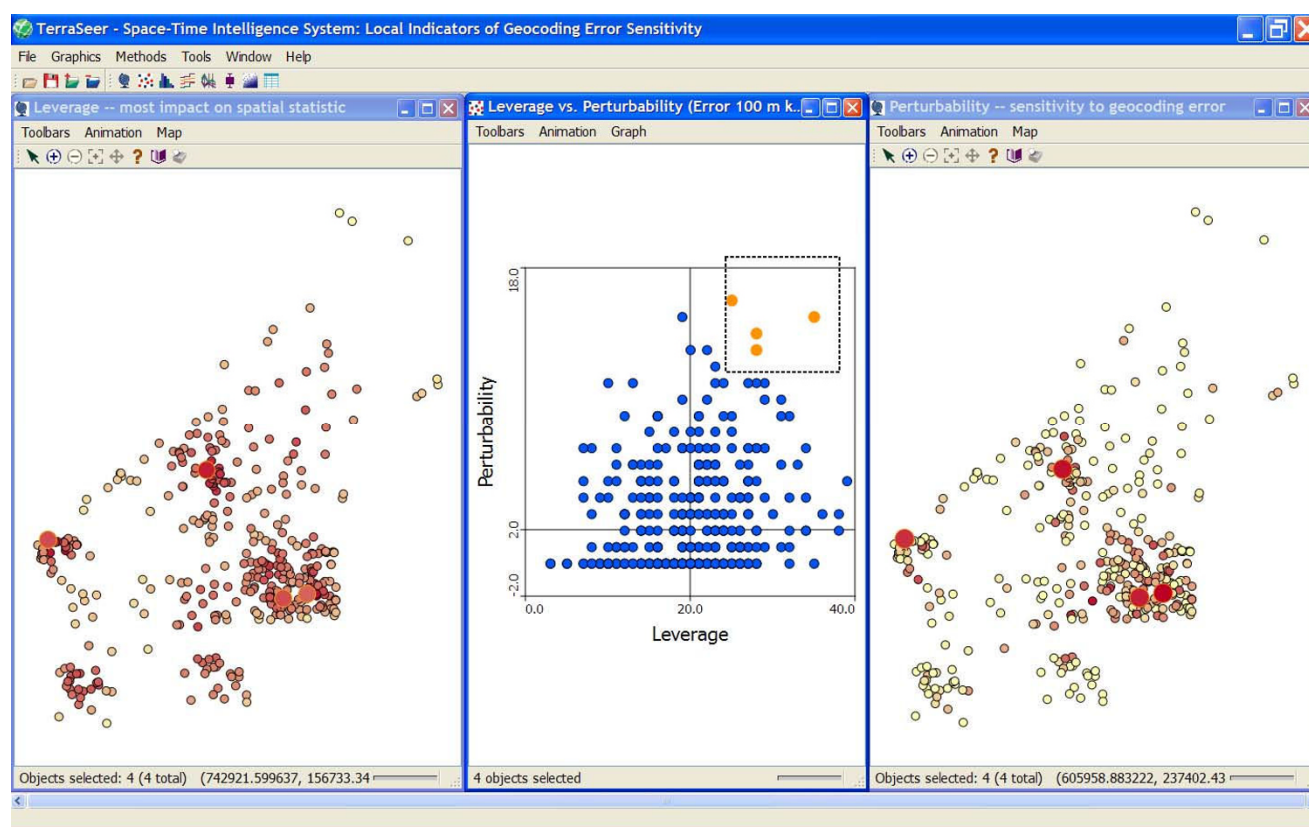 TerraSeer - Space-Time Intelligence System: Local Indicators of Geocoding Error Sensitivity
File Graphics Methods Tools Window Help
Leverage -- most impact on spatial statistic
Toolbars Animation Map
Objects selected: 4 (4 total) (742921.599637, 156733.34
Leverage vs. Perturbability (Error 100 m k..
Toolbars Animation Graph
18.0
Perturbability
2.0
-2.0
0.0 20.0 40.0
Leverage
4 objects selected
Perturbability -- sensitivity to geocoding error
Toolbars Animation Map
Objects selected: 4 (4 total) (605958.883222, 237402.43